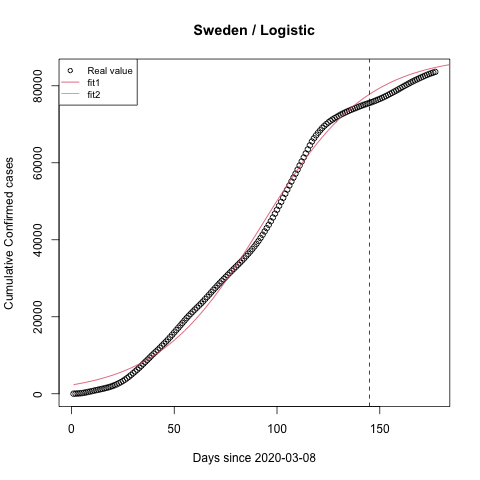 Sweden / Logistic
Real value
fit1
fit2
Cumulative Confirmed cases
0
20000
40000
60000
80000
0
50
100
150
Days since 2020-03-08